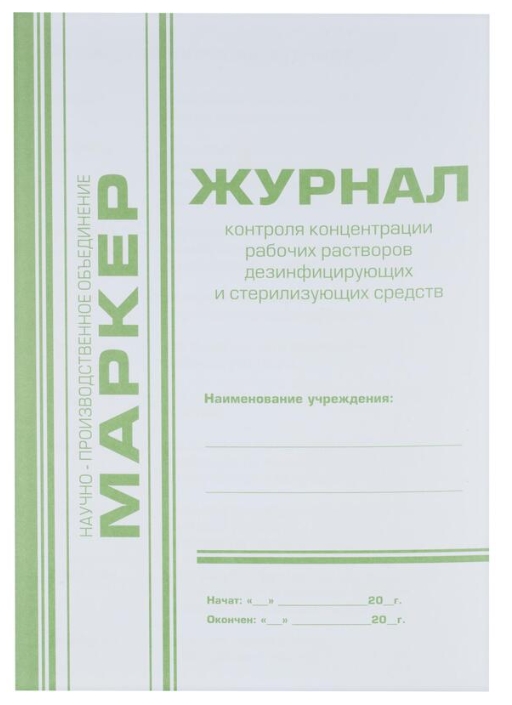 НАУЧНО - ПРОИЗВОДСТВЕННОЕ ОБЪЕДИНЕНИЕ
МАРКЕР
ЖУРНАЛ
контроля концентрации
рабочих растворов
дезинфицирующих
и стерилизующих средств
Наименование учреждения:
Начат: «__» ______________20__г.
Окончен: «__» ____________20__г.